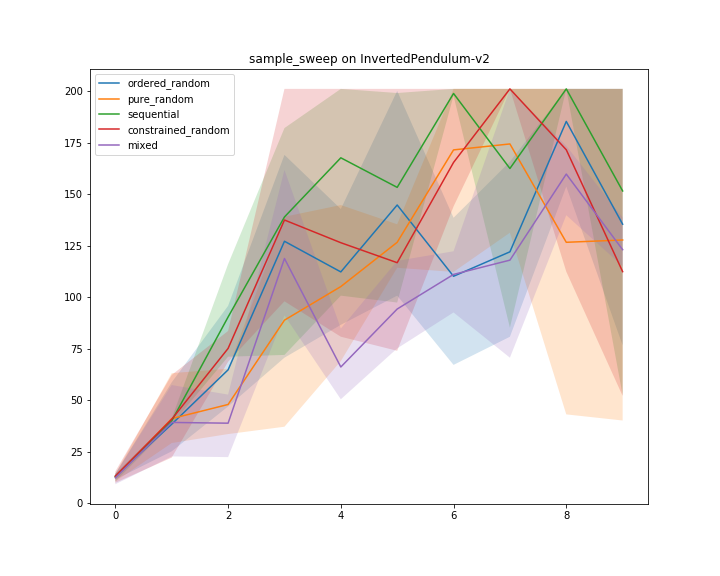 sample_sweep on InvertedPendulum-v2
ordered_random
pure_random
sequential
constrained_random
mixed
200
175
150
125
100
75
50
25
0
0 2 4 6 8